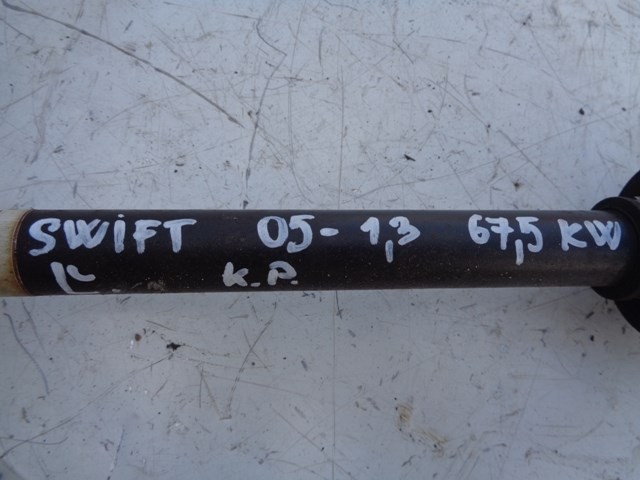 SWiFT 05- 1,3 67,5 KW
K.P.